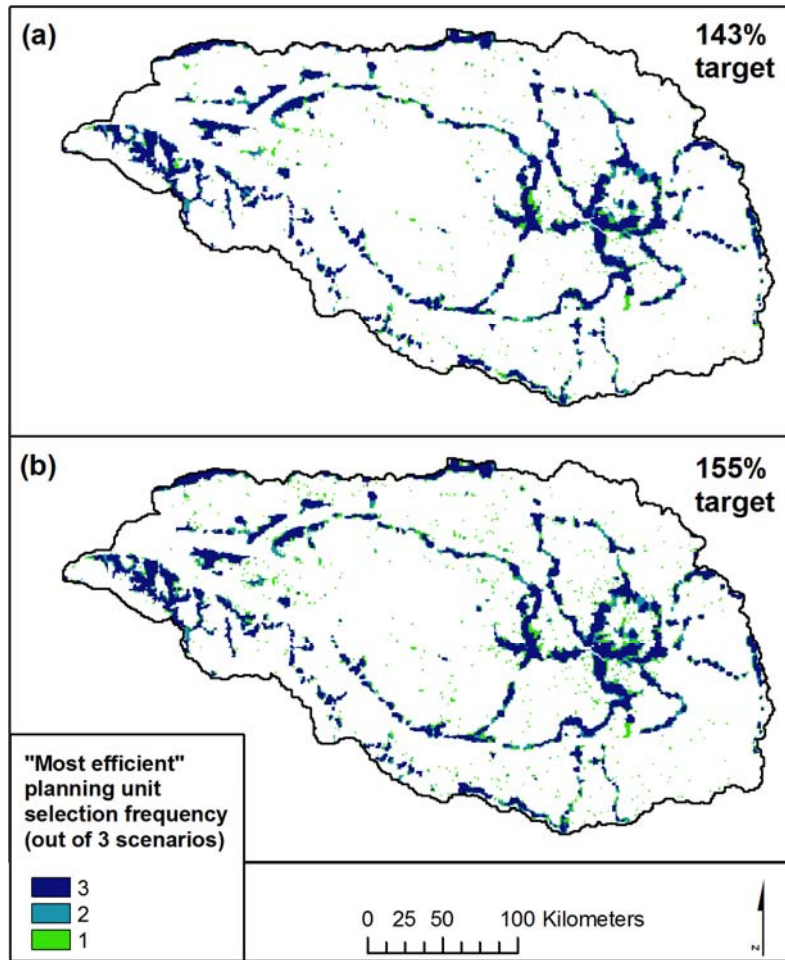 (a)
143%
target
(b)
155%
target
"Most efficient"
planning unit
selection frequency
(out of 3 scenarios)
3
2
1
0 25 50 100 Kilometers
z